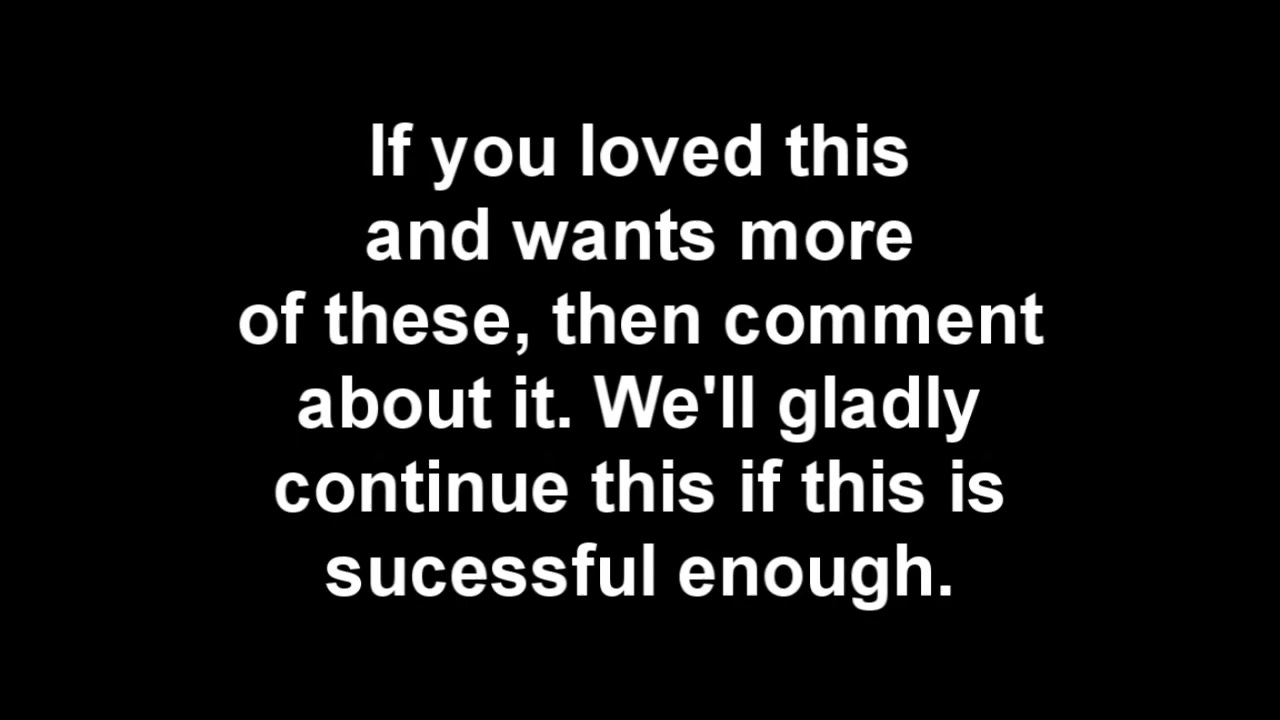 If you loved this
and wants more
of these, then comment
about it. We'll gladly
continue this if this is
sucessful enough.